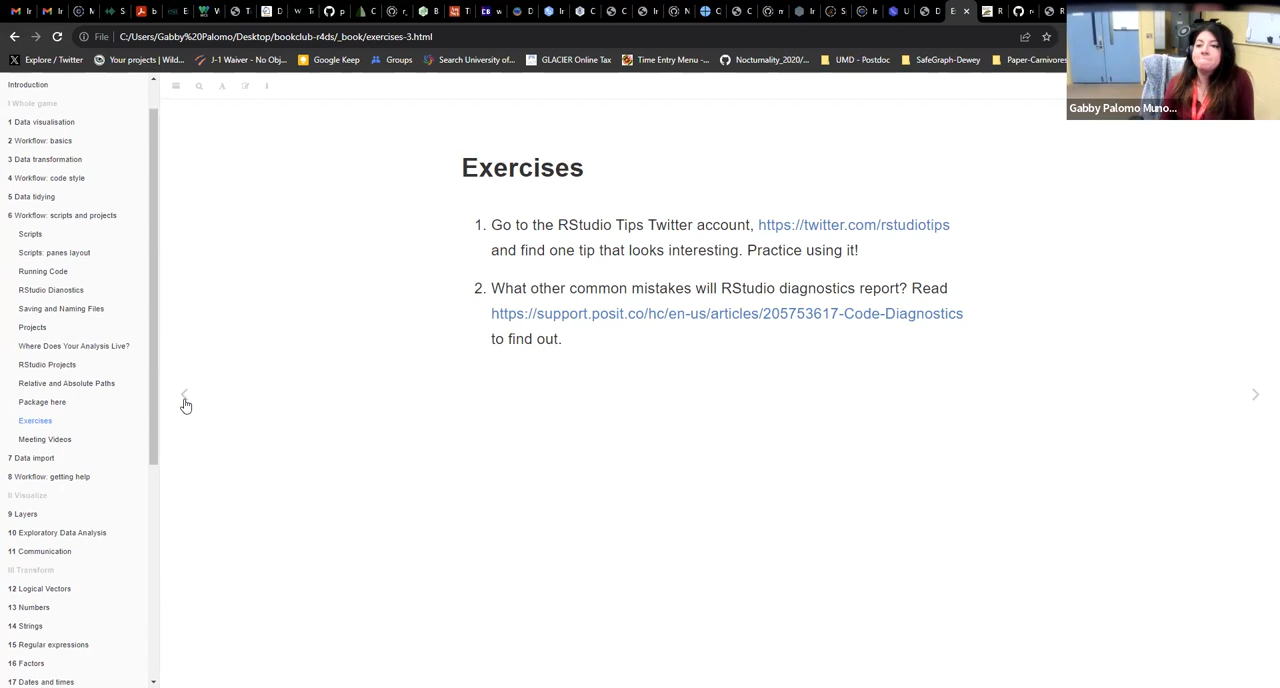 File C:/Users/Gabby%20Palomo/Desktop/bookclub-r4ds/_book/exercises-3.html
Explore / Twitter Your projects | Wild... J-1 Waiver - No Obj... Google Keep Groups Search University of... GLACIER Online Tax Time Entry Menu -... Nocturnality_2020/... UMD - Postdoc SafeGraph-Dewey Paper-Carnivores
Gabby Palomo Muno...
Introduction
I Whole game
1 Data visualisation
2 Workflow: basics
3 Data transformation
4 Workflow: code style
5 Data tidying
6 Workflow: scripts and projects
Scripts
Scripts: panes layout
Running Code
RStudio Dianostics
Saving and Naming Files
Projects
Where Does Your Analysis Live?
RStudio Projects
Relative and Absolute Paths
Package here
Exercises
Meeting Videos
7 Data import
8 Workflow: getting help
II Visualize
9 Layers
10 Exploratory Data Analysis
11 Communication
III Transform
12 Logical Vectors
13 Numbers
14 Strings
15 Regular expressions
16 Factors
17 Dates and times
Exercises
1. Go to the RStudio Tips Twitter account, https://twitter.com/rstudiotips
and find one tip that looks interesting. Practice using it!
2. What other common mistakes will RStudio diagnostics report? Read
https://support.posit.co/hc/en-us/articles/205753617-Code-Diagnostics
to find out.